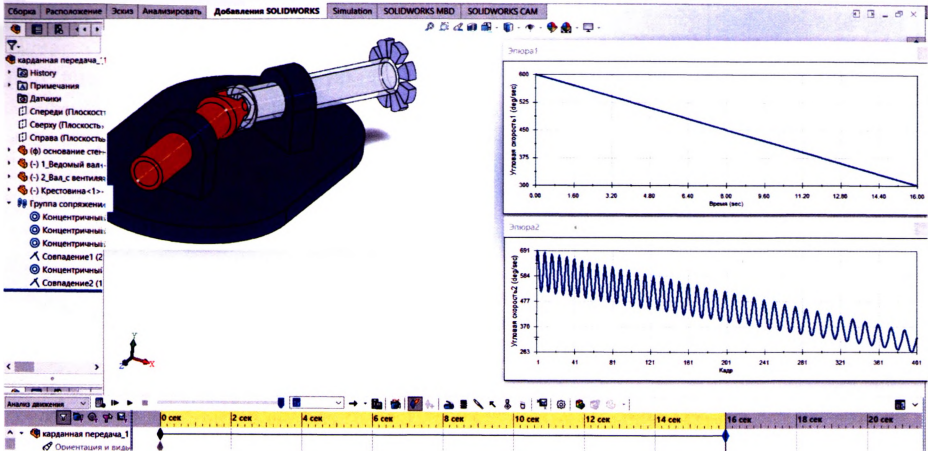 Сборка Расположение Эскиз Анализировать Добавления SOLIDWORKS Simulation SOLIDWORKS MBD SOLIDWORKS CAM
карданная передача_1
History
Примечания
Датчики
Спереди (Плоскост
Сверху (Плоскость
Справа (Плоскость
(ф) основание стен
(-) 1_Ведомый вал
(-) 2_Вал_с вентиля
(-) Крестовина<1>
Группа сопряжени
Концентричны
Концентричны
Концентричны
Совпадение1 (2
Концентричный
Совпадение2 (1
Y
X
Z
Эпюра1
Угловая скорость1 (deg/sec)
600
525
450
375
300
0.00 1.60 3.20 4.80 6.40 8.00 9.60 11.20 12.80 14.40 16.00
Время (sec)
Эпюра2
Угловая скорость2 (deg/sec)
691
584
477
370
263
1 41 81 121 161 201 241 281 321 361 401
Кадр
Анализ движения
0 сек 2 сек 4 сек 6 сек 8 сек 10 сек 12 сек 14 сек 16 сек 18 сек 20 сек
карданная передача_1
Ориентация и виды